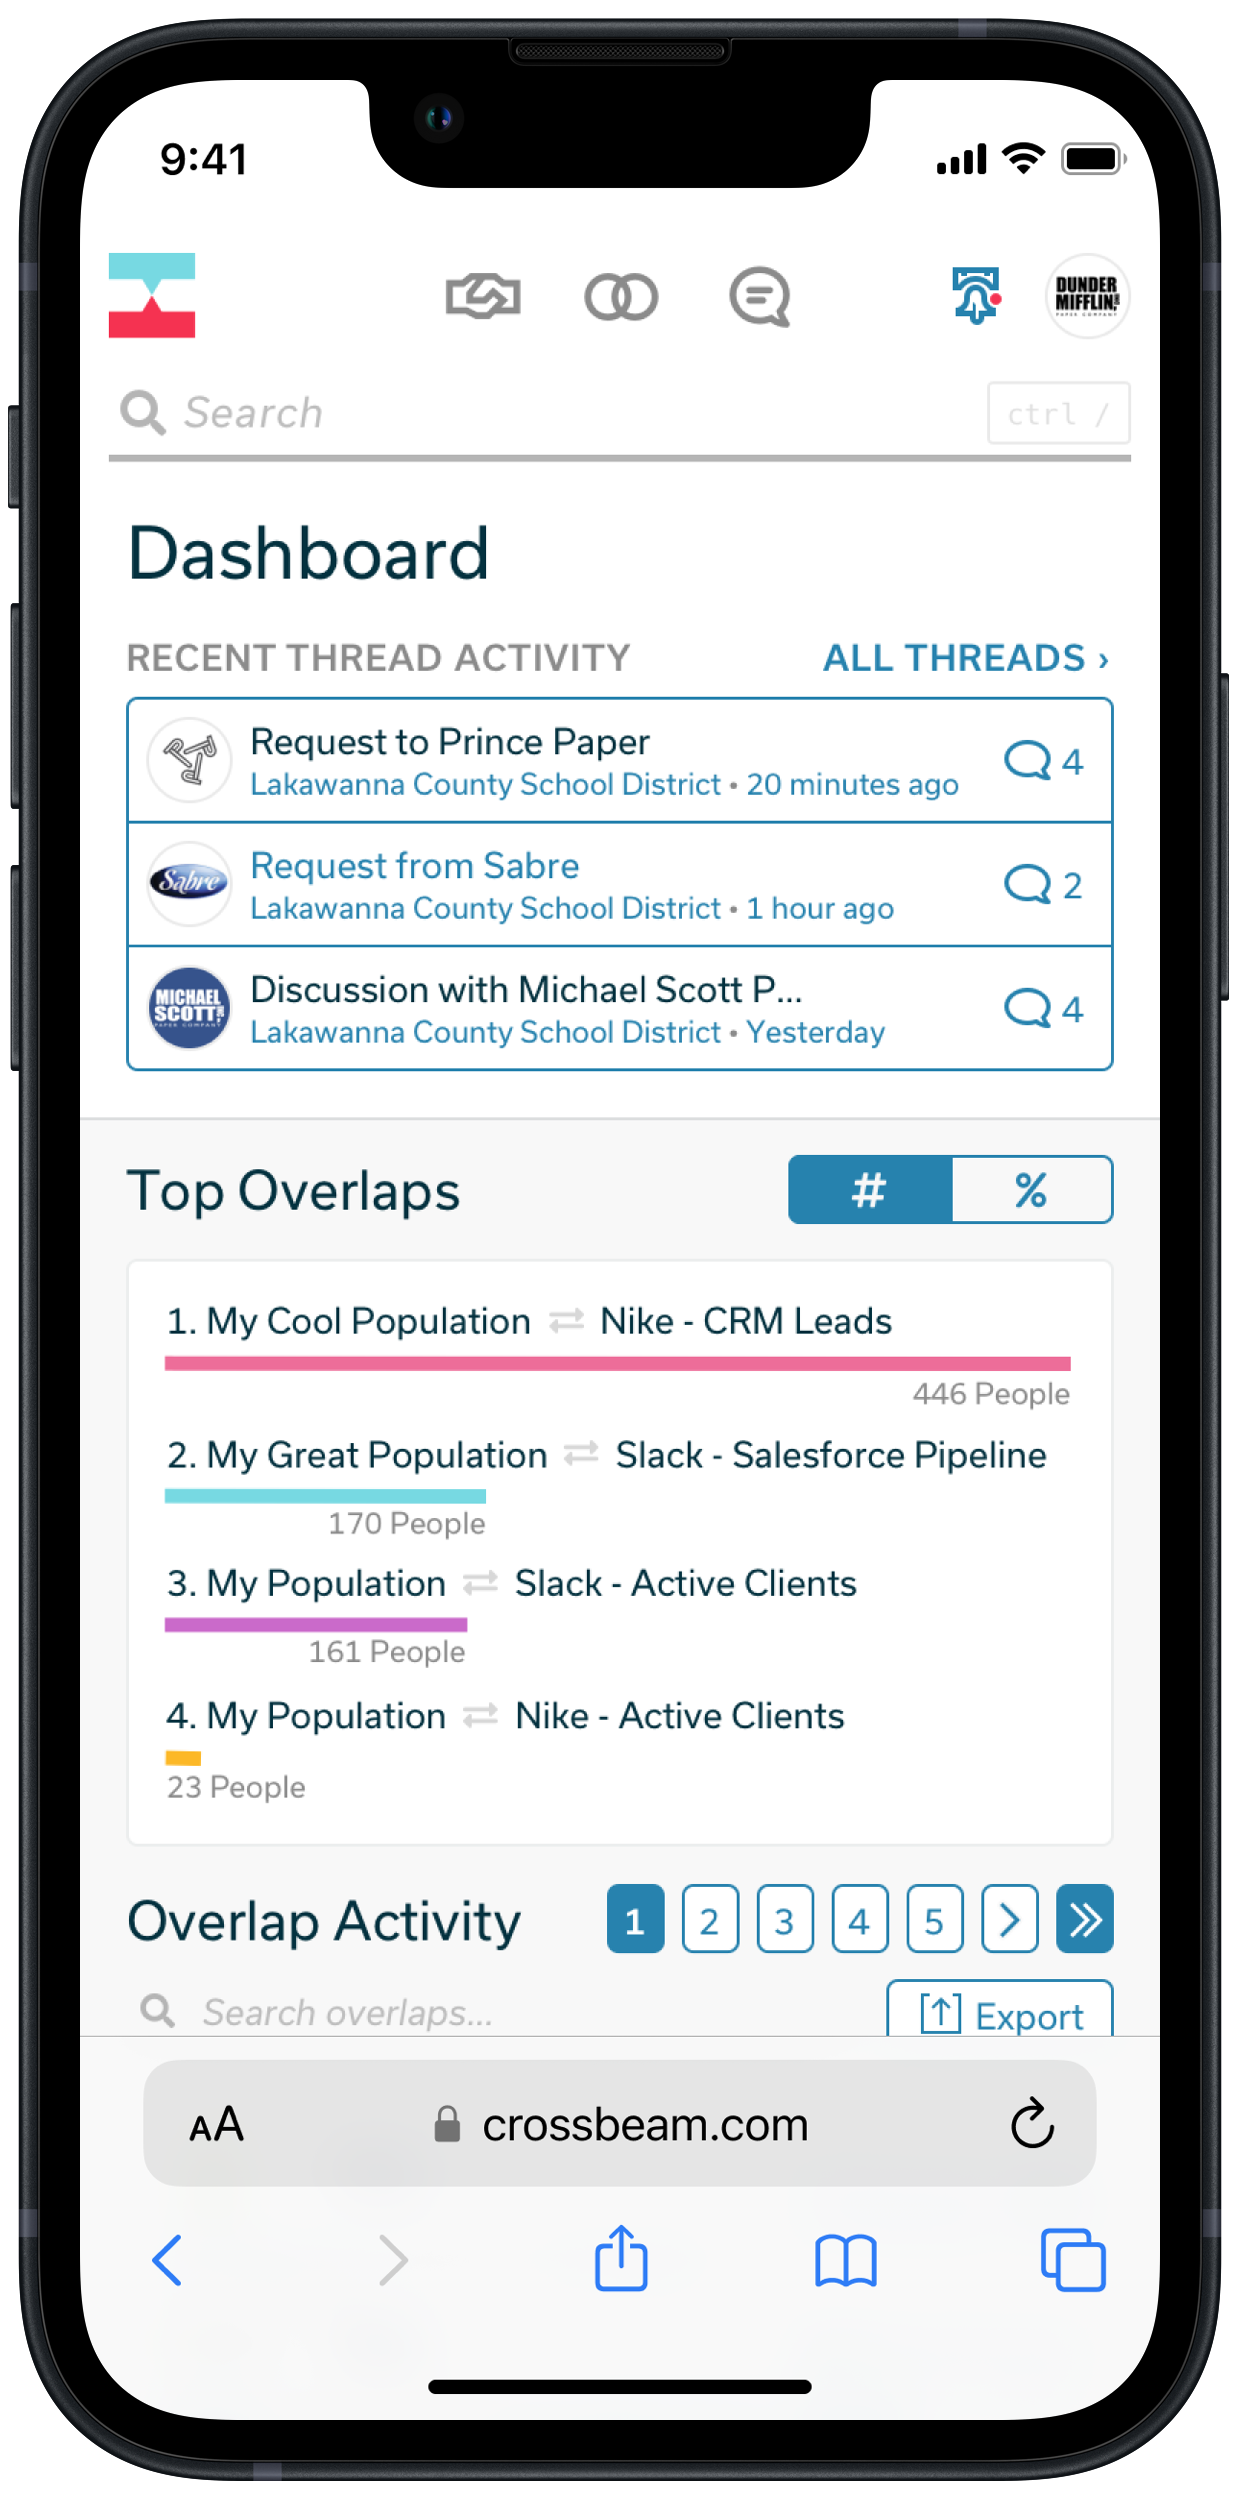 9:41
DUNDER
MIFFLIN, INC
PAPER COMPANY
Search
ctrl /
Dashboard
RECENT THREAD ACTIVITY
ALL THREADS ›
Request to Prince Paper
Lakawanna County School District • 20 minutes ago
4
Sabre
Request from Sabre
Lakawanna County School District • 1 hour ago
2
MICHAEL
SCOTT
PAPER COMPANY
Discussion with Michael Scott P...
Lakawanna County School District • Yesterday
4
Top Overlaps
# %
1. My Cool Population ⇄ Nike - CRM Leads
446 People
2. My Great Population ⇄ Slack - Salesforce Pipeline
170 People
3. My Population ⇄ Slack - Active Clients
161 People
4. My Population ⇄ Nike - Active Clients
23 People
Overlap Activity
1 2 3 4 5 > »
Search overlaps...
Export
AA
crossbeam.com